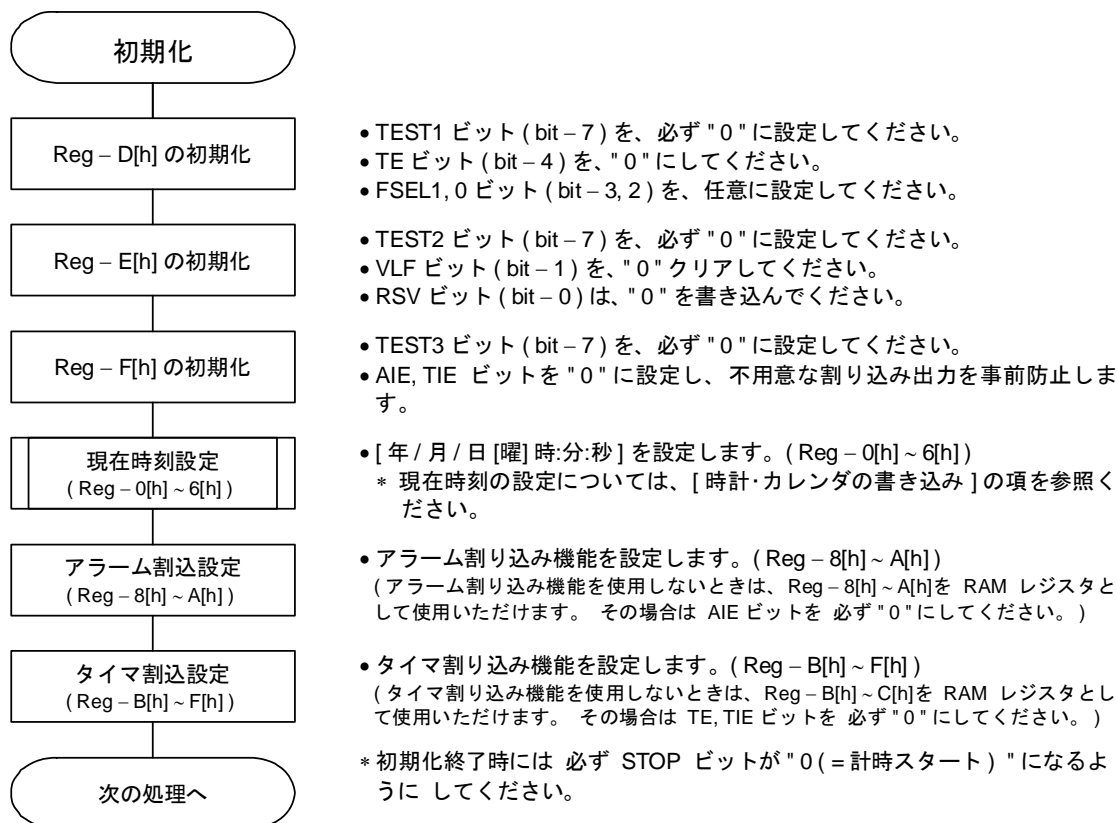 初期化
Reg – D[h] の初期化
• TEST1 ビット ( bit – 7 ) を、必ず " 0 " に設定してください。
• TE ビット ( bit – 4 ) を、" 0 " にしてください。
• FSEL1, 0 ビット ( bit – 3, 2 ) を、任意に設定してください。
Reg – E[h] の初期化
• TEST2 ビット ( bit – 7 ) を、必ず " 0 " に設定してください。
• VLF ビット ( bit – 1 ) を、" 0 " クリアしてください。
• RSV ビット ( bit – 0 ) は、" 0 " を書き込んでください。
Reg – F[h] の初期化
• TEST3 ビット ( bit – 7 ) を、必ず " 0 " に設定してください。
• AIE, TIE ビットを " 0 " に設定し、不用意な割り込み出力を事前防止しま
す。
現在時刻設定
( Reg – 0[h] ~ 6[h] )
• [ 年 / 月 / 日 [曜] 時:分:秒 ] を設定します。( Reg – 0[h] ~ 6[h] )
* 現在時刻の設定については、[ 時計･カレンダの書き込み ] の項を参照く
ださい。
アラーム割込設定
( Reg – 8[h] ~ A[h] )
• アラーム割り込み機能を設定します。( Reg – 8[h] ~ A[h] )
( アラーム割り込み機能を使用しないときは、Reg – 8[h] ~ A[h]を RAM レジスタと
して使用いただけます。 その場合は AIE ビットを 必ず " 0 " にしてください。 )
タイマ割込設定
( Reg – B[h] ~ F[h] )
• タイマ割り込み機能を設定します。( Reg – B[h] ~ F[h] )
( タイマ割り込み機能を使用しないときは、Reg – B[h] ~ C[h]を RAM レジスタとし
て使用いただけます。 その場合は TE, TIE ビットを 必ず " 0 " にしてください。 )
次の処理へ
* 初期化終了時には 必ず STOP ビットが " 0 ( = 計時スタート ) " になるよ
うに してください。